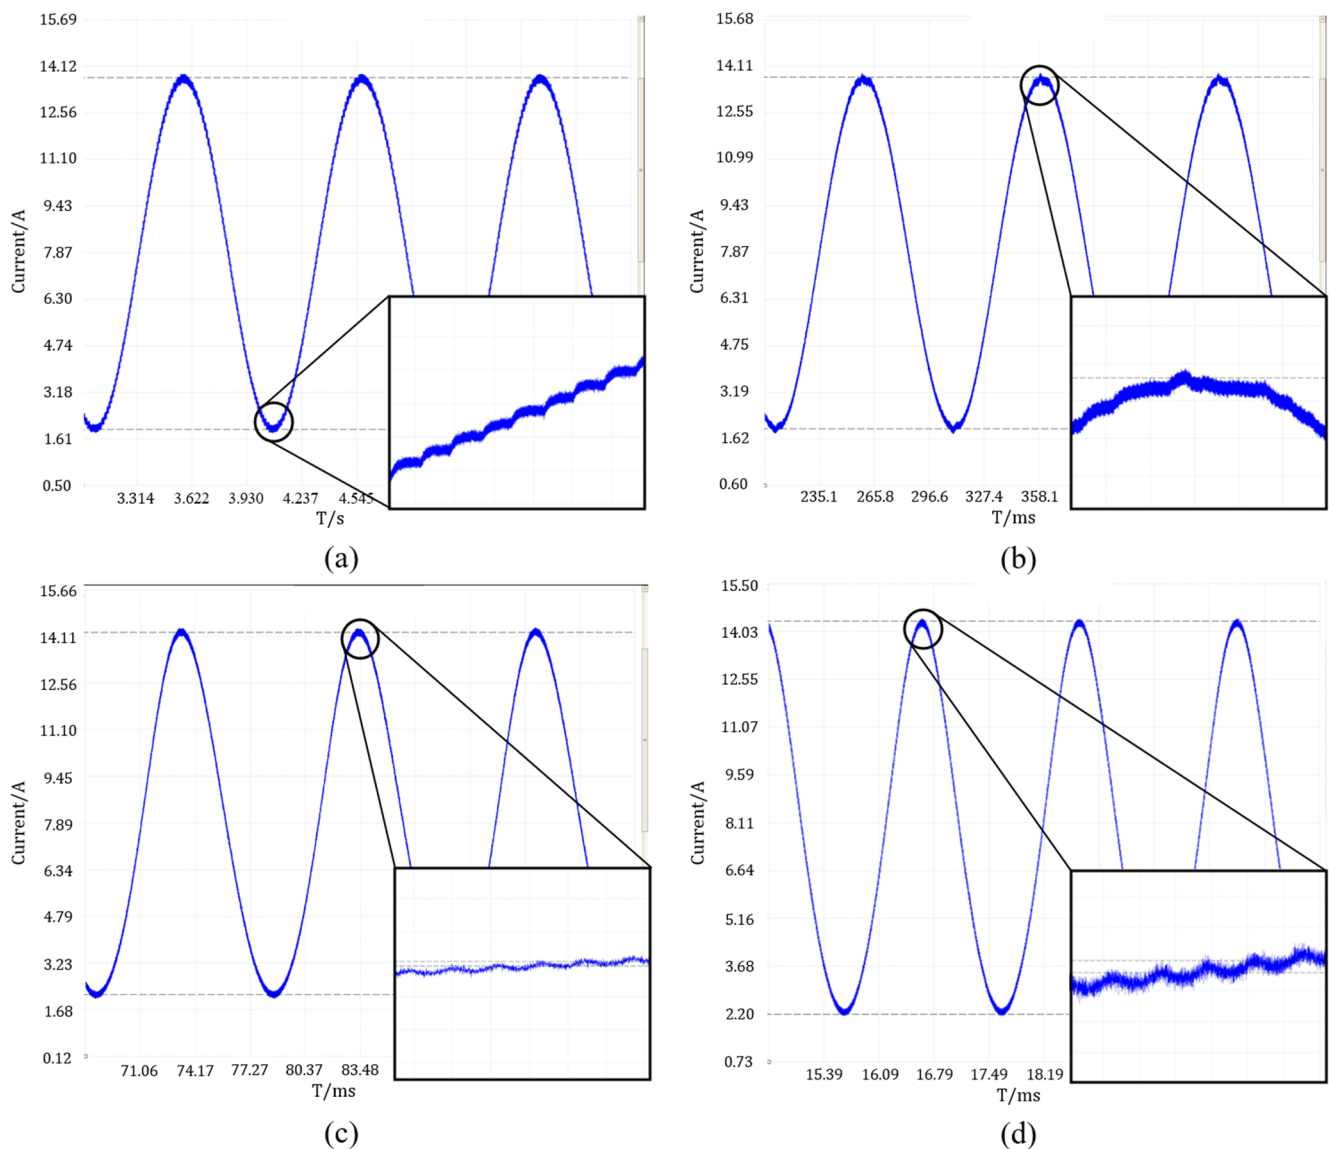 15.69
14.12
12.56
11.10
9.43
7.87
6.30
4.74
3.18
1.61
0.50
Current/A
3.314 3.622 3.930 4.237 4.545
T/s
(a)
15.68
14.11
12.55
10.99
9.43
7.87
6.31
4.75
3.19
1.62
0.60
Current/A
235.1 265.8 296.6 327.4 358.1
T/ms
(b)
15.66
14.11
12.56
11.10
9.45
7.89
6.34
4.79
3.23
1.68
0.12
Current/A
71.06 74.17 77.27 80.37 83.48
T/ms
(c)
15.50
14.03
12.55
11.07
9.59
8.11
6.64
5.16
3.68
2.20
0.73
Current/A
15.39 16.09 16.79 17.49 18.19
T/ms
(d)